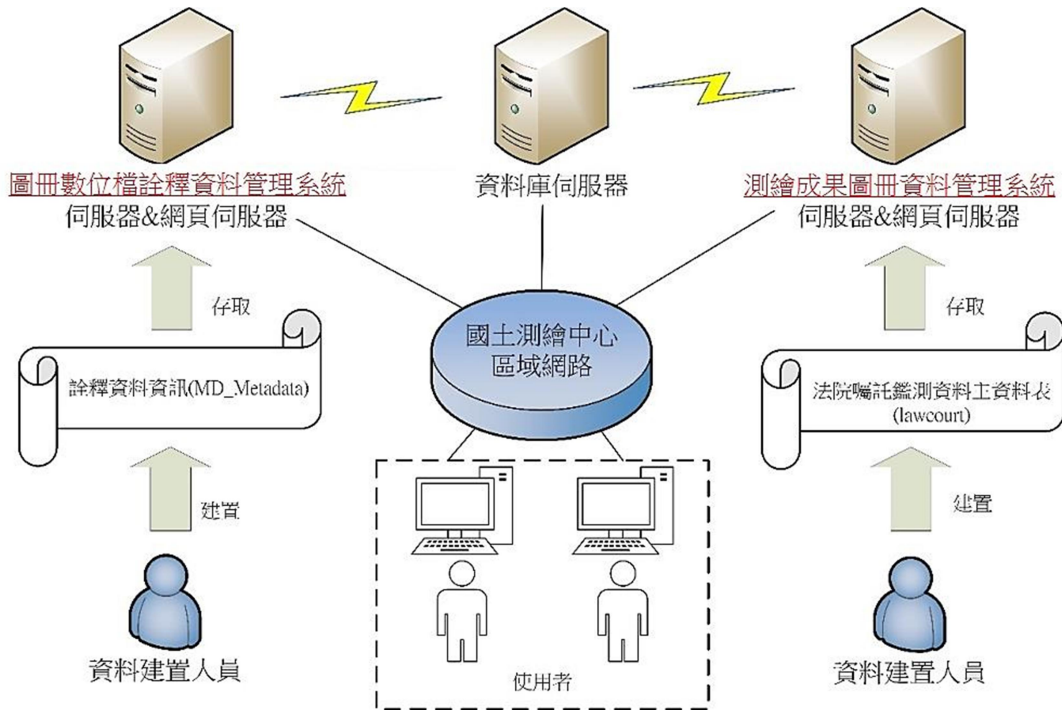 圖冊數位檔詮釋資料管理系統
伺服器&網頁伺服器
資料庫伺服器
測繪成果圖冊資料管理系統
伺服器&網頁伺服器
存取
存取
國土測繪中心
區域網路
詮釋資料資訊(MD_Metadata)
法院囑託鑑測資料主資料表
(lawcourt)
建置
建置
資料建置人員
使用者
資料建置人員